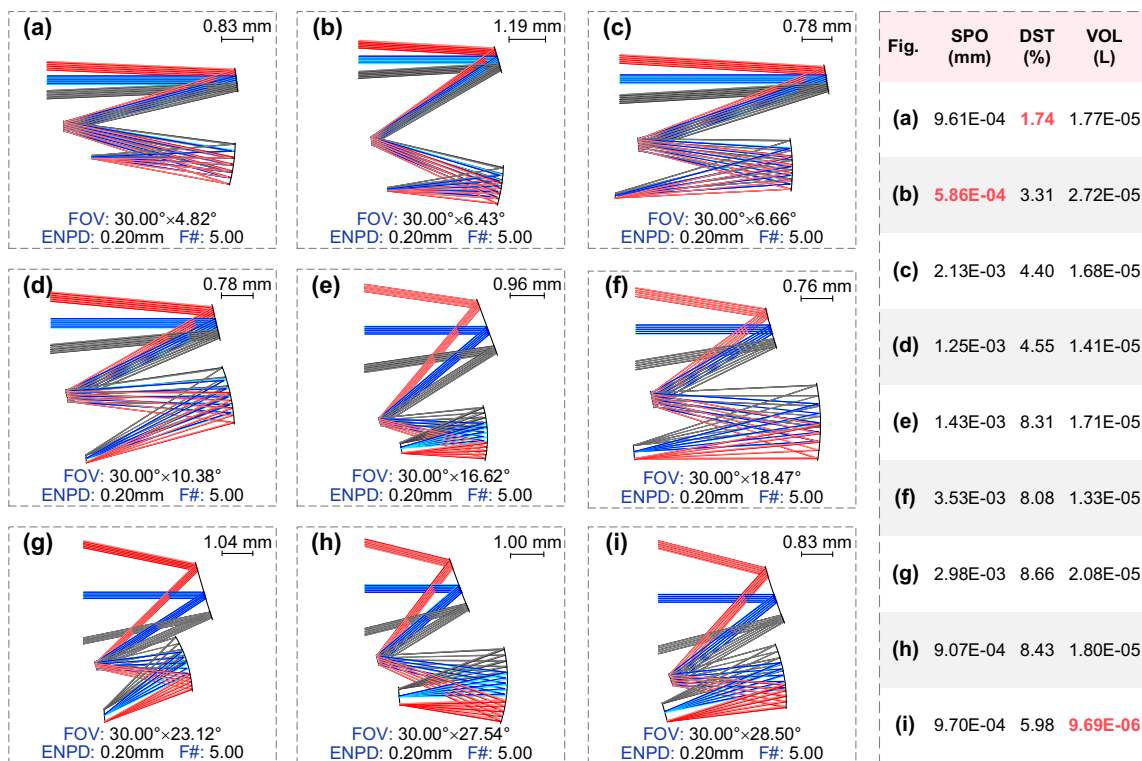 (a)
0.83 mm
FOV: 30.00°×4.82°
ENPD: 0.20mm F#: 5.00
(b)
1.19 mm
FOV: 30.00°×6.43°
ENPD: 0.20mm F#: 5.00
(c)
0.78 mm
FOV: 30.00°×6.66°
ENPD: 0.20mm F#: 5.00
(d)
0.78 mm
FOV: 30.00°×10.38°
ENPD: 0.20mm F#: 5.00
(e)
0.96 mm
FOV: 30.00°×16.62°
ENPD: 0.20mm F#: 5.00
(f)
0.76 mm
FOV: 30.00°×18.47°
ENPD: 0.20mm F#: 5.00
(g)
1.04 mm
FOV: 30.00°×23.12°
ENPD: 0.20mm F#: 5.00
(h)
1.00 mm
FOV: 30.00°×27.54°
ENPD: 0.20mm F#: 5.00
(i)
0.83 mm
FOV: 30.00°×28.50°
ENPD: 0.20mm F#: 5.00
Fig. SPO (mm) DST (%) VOL (L)
(a) 9.61E-04 1.74 1.77E-05
(b) 5.86E-04 3.31 2.72E-05
(c) 2.13E-03 4.40 1.68E-05
(d) 1.25E-03 4.55 1.41E-05
(e) 1.43E-03 8.31 1.71E-05
(f) 3.53E-03 8.08 1.33E-05
(g) 2.98E-03 8.66 2.08E-05
(h) 9.07E-04 8.43 1.80E-05
(i) 9.70E-04 5.98 9.69E-06